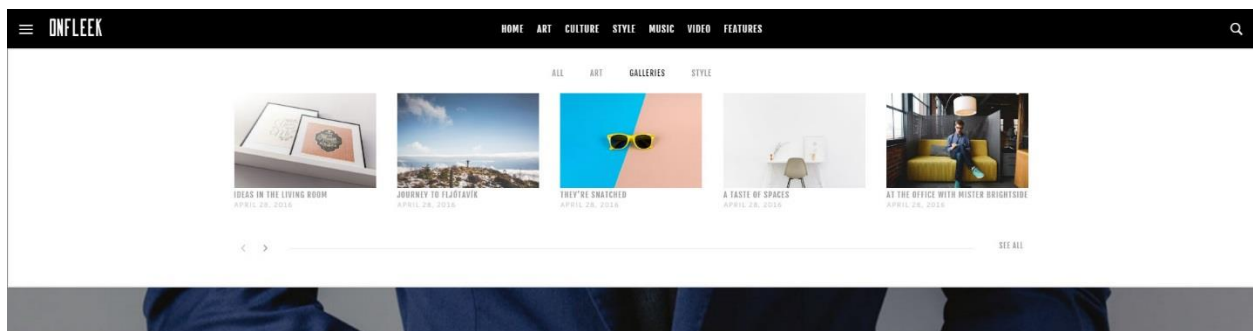 ONFLEEK
HOME ART CULTURE STYLE MUSIC VIDEO FEATURES
ALL ART GALLERIES STYLE
IDEAS IN THE LIVING ROOM
APRIL 28, 2016
JOURNEY TO FLJÓTAVÍK
APRIL 28, 2016
THEY'RE SNATCHED
APRIL 28, 2016
A TASTE OF SPACES
APRIL 28, 2016
AT THE OFFICE WITH MISTER BRIGHTSIDE
APRIL 28, 2016
SEE ALL